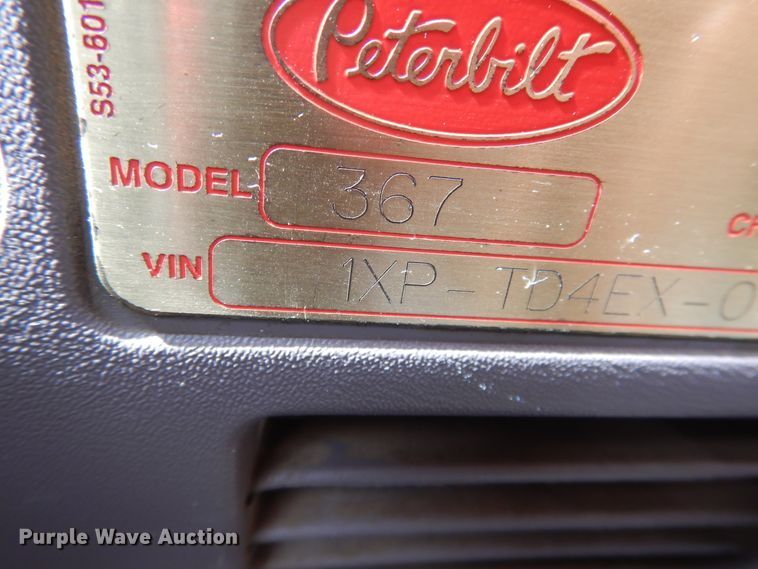 S53-601
Peterbilt
MODEL 367
VIN 1XP-TD4EX-0
Purple Wave Auction